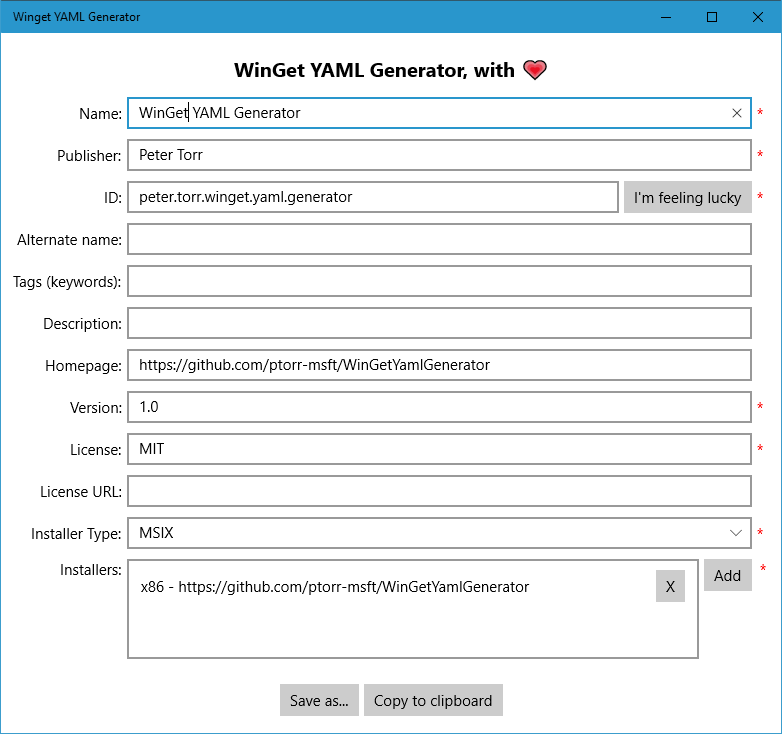 Winget YAML Generator
WinGet YAML Generator, with
Name: WinGet YAML Generator *
Publisher: Peter Torr *
ID: peter.torr.winget.yaml.generator I'm feeling lucky *
Alternate name:
Tags (keywords):
Description:
Homepage: https://github.com/ptorr-msft/WinGetYamlGenerator
Version: 1.0 *
License: MIT *
License URL:
Installer Type: MSIX *
Installers: Add *
x86 - https://github.com/ptorr-msft/WinGetYamlGenerator X
Save as... Copy to clipboard